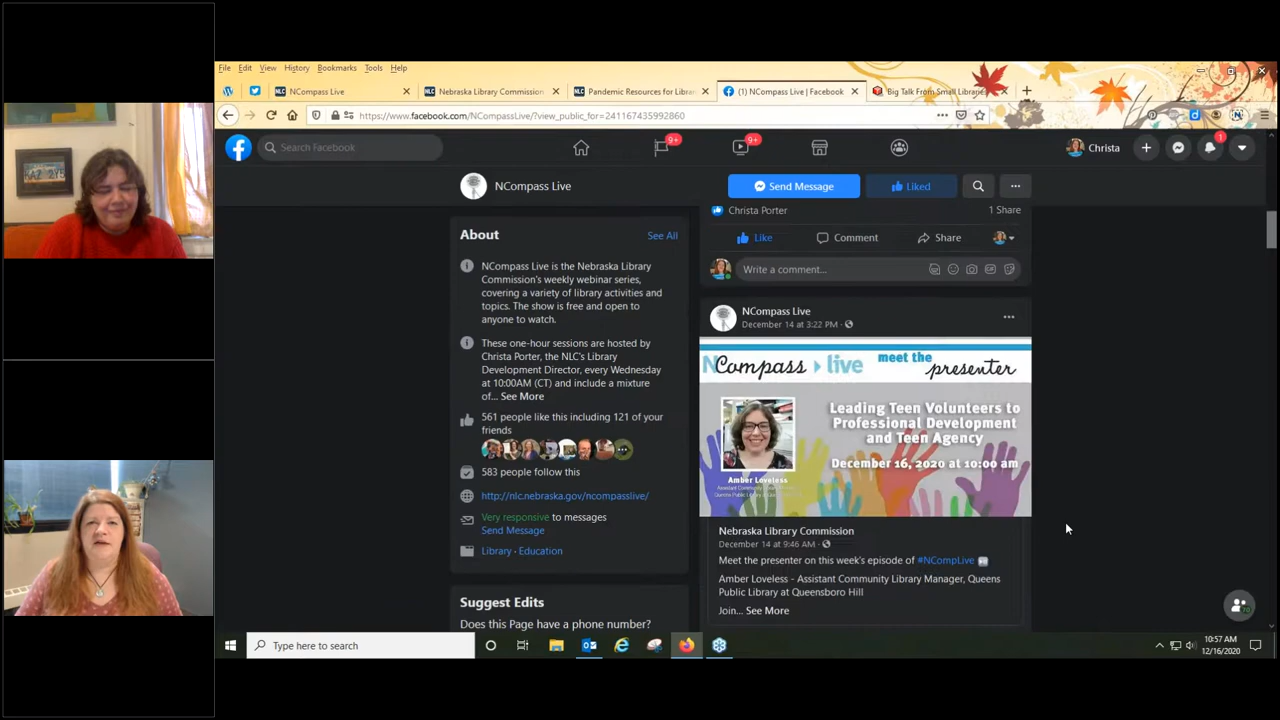 File Edit View History Bookmarks Tools Help
NCompass Live
Nebraska Library Commission
Pandemic Resources for Librar
(1) NCompass Live | Facebook
Big Talk From Small Libraries
https://www.facebook.com/NCompassLive/?view_public_for=241167435992860
Search Facebook
9+
9+
Christa
1
NCompass Live
Send Message
Liked
Christa Porter
1 Share
Like
Comment
Share
Write a comment...
About
See All
NCompass Live is the Nebraska Library
Commission's weekly webinar series,
covering a variety of library activities and
topics. The show is free and open to
anyone to watch.
These one-hour sessions are hosted by
Christa Porter, the NLC's Library
Development Director, every Wednesday
at 10:00AM (CT) and include a mixture
of... See More
561 people like this including 121 of your
friends
583 people follow this
http://nlc.nebraska.gov/ncompasslive/
Very responsive to messages
Send Message
Library · Education
Suggest Edits
Does this Page have a phone number?
NCompass Live
December 14 at 3:22 PM
NCompass live meet the presenter
Leading Teen Volunteers to
Professional Development
and Teen Agency
December 16, 2020 at 10:00 am
Amber Loveless
Nebraska Library Commission
December 14 at 9:46 AM
Meet the presenter on this week's episode of #NCompLive
Amber Loveless - Assistant Community Library Manager, Queens
Public Library at Queensboro Hill
Join... See More
Type here to search
10:57 AM
12/16/2020